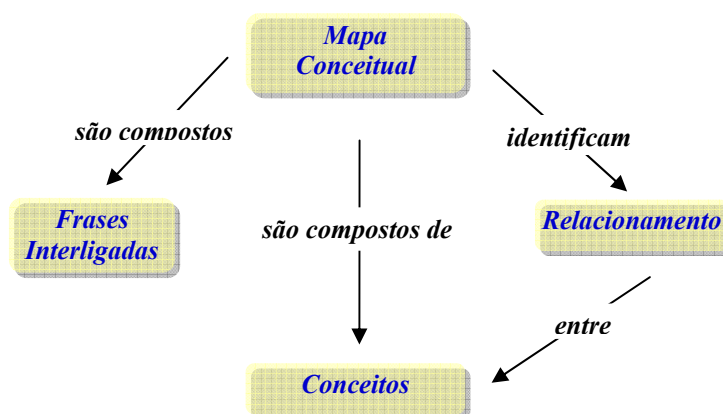 Mapa
Conceitual
são compostos
identificam
Frases
Interligadas
são compostos de
Relacionamento
entre
Conceitos